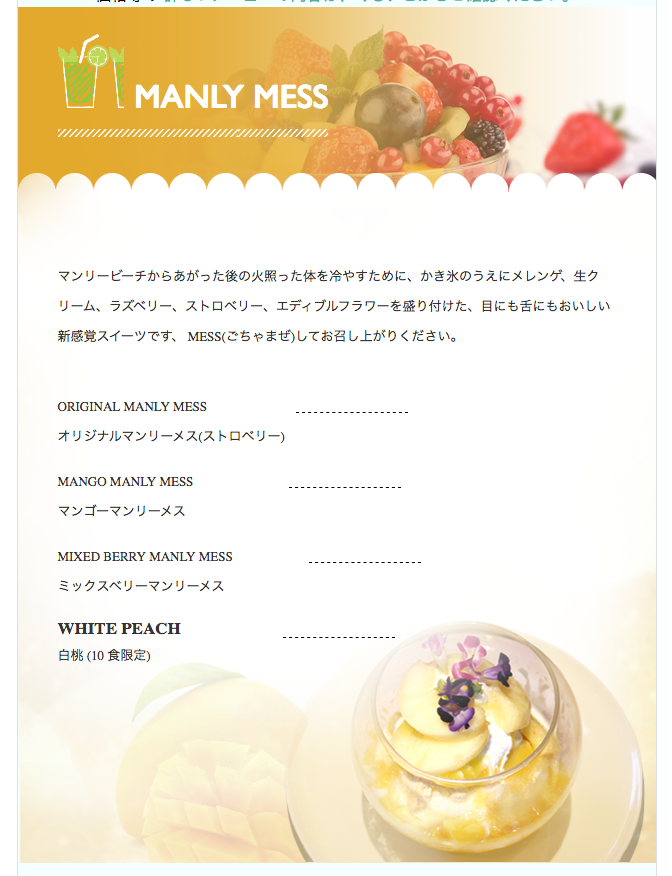 MANLY MESS
マンリービーチからあがった後の火照った体を冷やすために、かき氷のうえにメレンゲ、生ク
リーム、ラズベリー、ストロベリー、エディブルフラワーを盛り付けた、目にも舌にもおいしい
新感覚スイーツです、 MESS(ごちゃまぜ)してお召し上がりください。
ORIGINAL MANLY MESS
オリジナルマンリーメス(ストロベリー)
MANGO MANLY MESS
マンゴーマンリーメス
MIXED BERRY MANLY MESS
ミックスベリーマンリーメス
WHITE PEACH
白桃 (10 食限定)